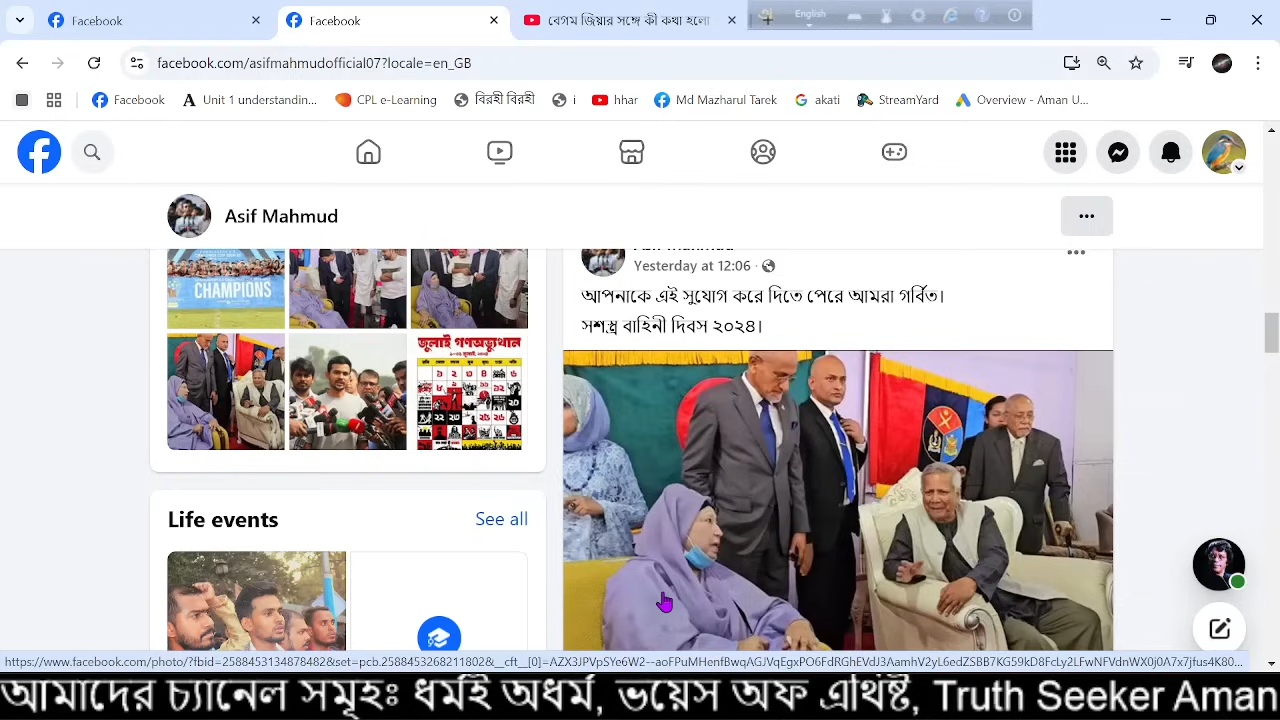 Facebook
Facebook
বেগম জিয়ার সঙ্গে কী কথা হলো
English
facebook.com/asifmahmudofficial07?locale=en_GB
Facebook
Unit 1 understandin...
CPL e-Learning
বিরহী বিরহী
i
hhar
Md Mazharul Tarek
akati
StreamYard
Overview - Aman U...
Asif Mahmud
Yesterday at 12:06
আপনাকে এই সুযোগ করে দিতে পেরে আমরা গর্বিত।
সশস্ত্র বাহিনী দিবস ২০২৪।
CHAMPIONS
জুলাই গণঅভ্যুত্থান
Life events
See all
আমাদের চ্যানেল সমূহঃ ধর্মই অধর্ম, ভয়েস অফ এথিষ্ট, Truth Seeker Aman